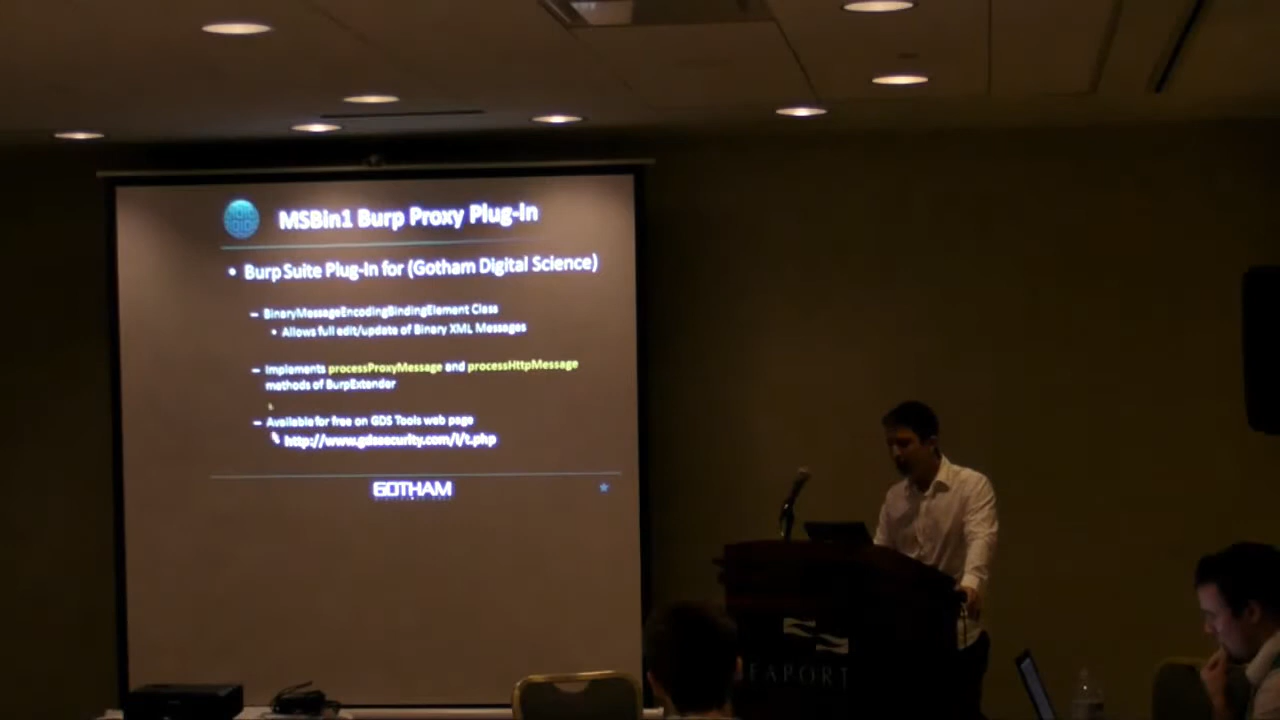 MSBin1 Burp Proxy Plug-In
• Burp Suite Plug-In for (Gotham Digital Science)
– BinaryMessageEncodingBindingElement Class
• Allows full edit/update of Binary XML Messages
– Implements processProxyMessage and processHttpMessage
methods of BurpExtender
– Available for free on GDS Tools web page
http://www.gdssecurity.com/l/t.php
GOTHAM
EAPORT